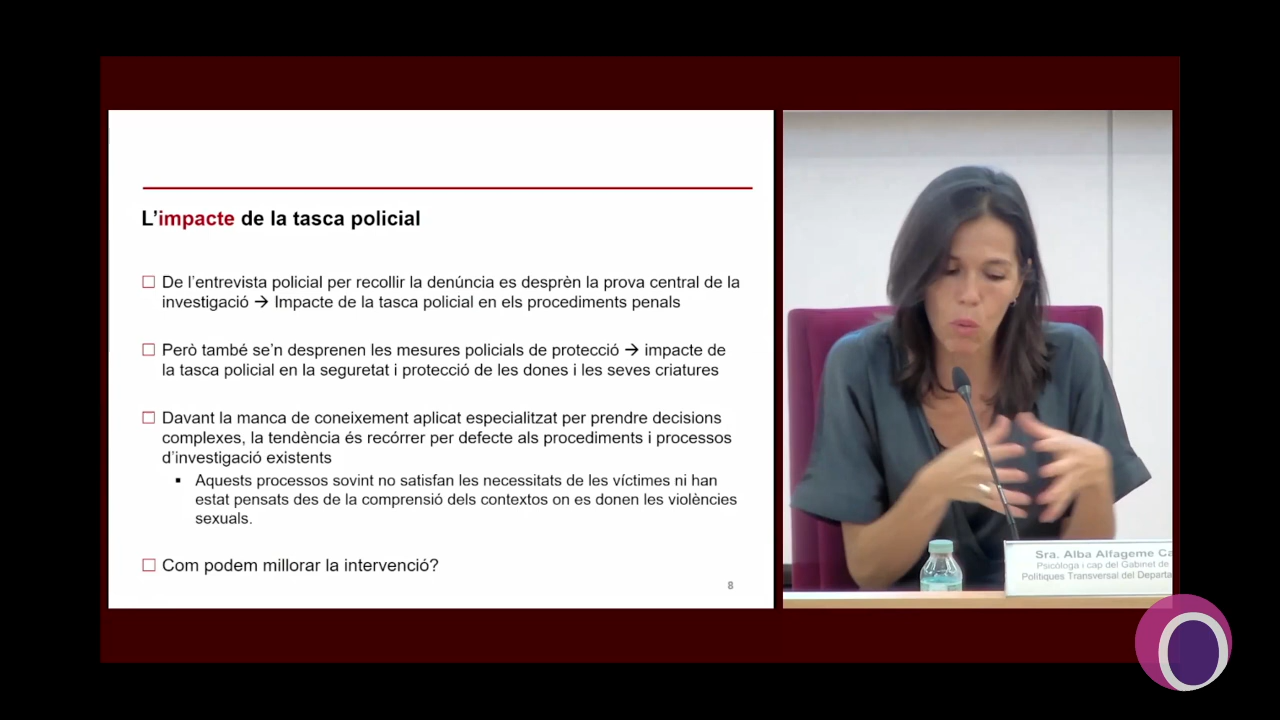 L'impacte de la tasca policial
De l'entrevista policial per recollir la denúncia es desprèn la prova central de la
investigació → Impacte de la tasca policial en els procediments penals
Però també se'n desprenen les mesures policials de protecció → impacte de
la tasca policial en la seguretat i protecció de les dones i les seves criatures
Davant la manca de coneixement aplicat especialitzat per prendre decisions
complexes, la tendència és recórrer per defecte als procediments i processos
d'investigació existents
▪ Aquests processos sovint no satisfan les necessitats de les víctimes ni han
estat pensats des de la comprensió dels contextos on es donen les violències
sexuals.
Com podem millorar la intervenció?
8
Sra. Alba Alfageme Ca
Psicòloga i cap del Gabinet de
Polítiques Transversal del Departa